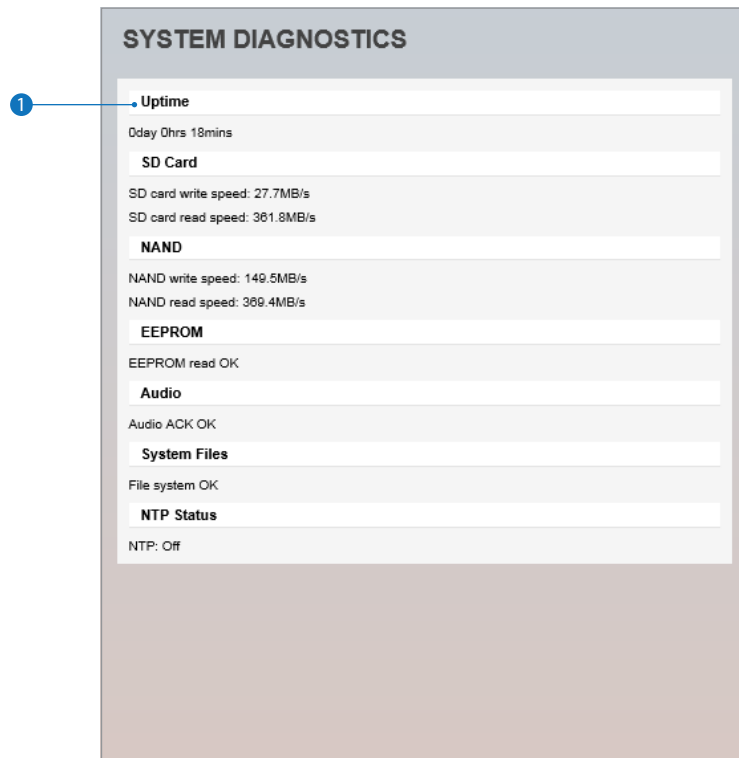 SYSTEM DIAGNOSTICS
1
Uptime
0day 0hrs 18mins
SD Card
SD card write speed: 27.7MB/s
SD card read speed: 361.8MB/s
NAND
NAND write speed: 149.5MB/s
NAND read speed: 369.4MB/s
EEPROM
EEPROM read OK
Audio
Audio ACK OK
System Files
File system OK
NTP Status
NTP: Off